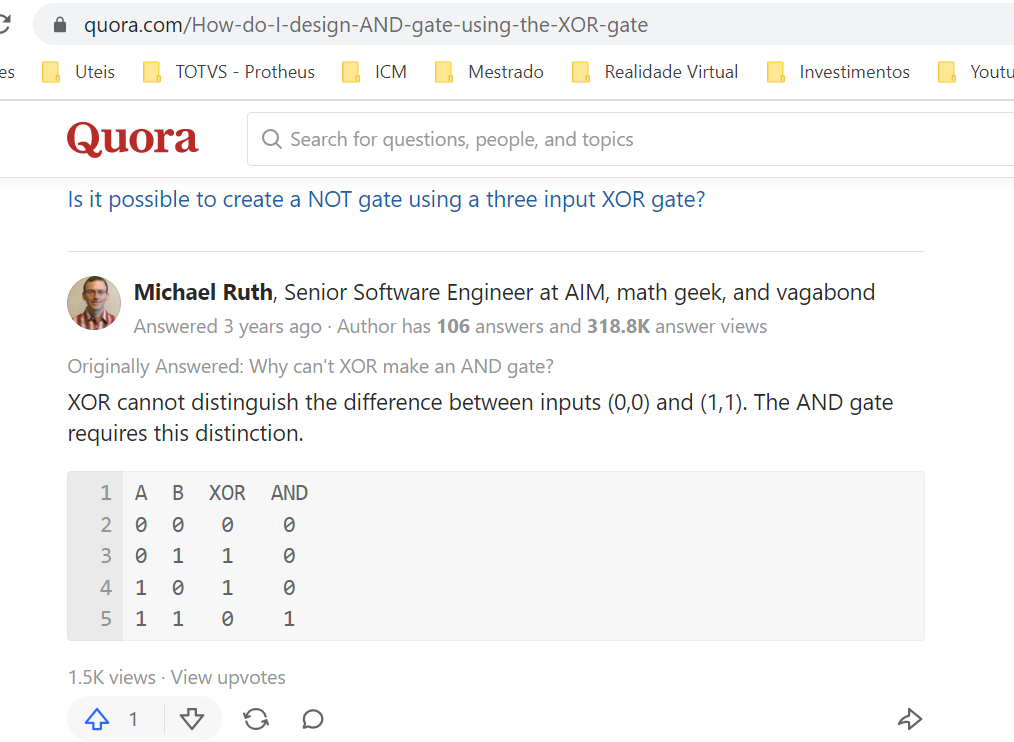 quora.com/How-do-I-design-AND-gate-using-the-XOR-gate
es Uteis TOTVS - Protheus ICM Mestrado Realidade Virtual Investimentos Youtu
Quora Search for questions, people, and topics
Is it possible to create a NOT gate using a three input XOR gate?
Michael Ruth, Senior Software Engineer at AIM, math geek, and vagabond
Answered 3 years ago · Author has 106 answers and 318.8K answer views
Originally Answered: Why can't XOR make an AND gate?
XOR cannot distinguish the difference between inputs (0,0) and (1,1). The AND gate
requires this distinction.
1 A B XOR AND
2 0 0 0 0
3 0 1 1 0
4 1 0 1 0
5 1 1 0 1
1.5K views · View upvotes
1